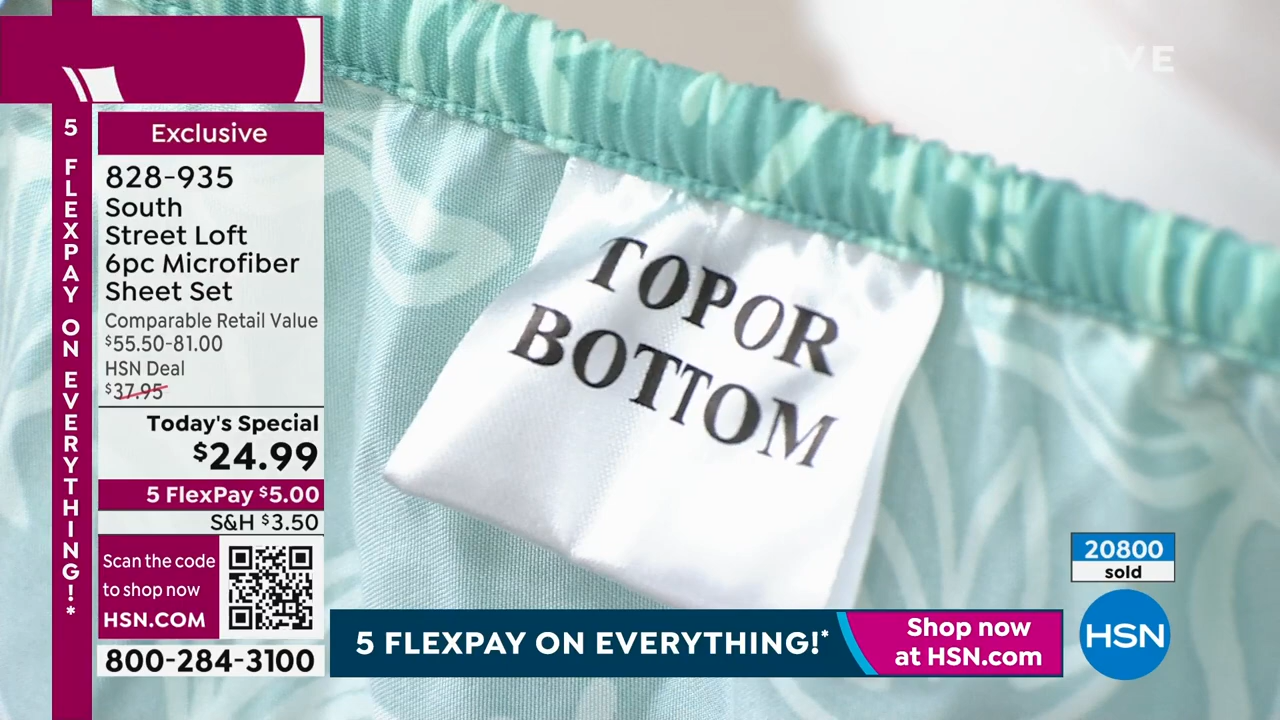 LIVE
5 FLEXPAY ON EVERYTHING!*
Exclusive
828-935
South
Street Loft
6pc Microfiber
Sheet Set
Comparable Retail Value
$55.50-81.00
HSN Deal
$37.95
Today's Special
$24.99
5 FlexPay $5.00
S&H $3.50
Scan the code
to shop now
HSN.COM
800-284-3100
TOPOR
BOTTOM
20800
sold
HSN
5 FLEXPAY ON EVERYTHING!*
Shop now
at HSN.com